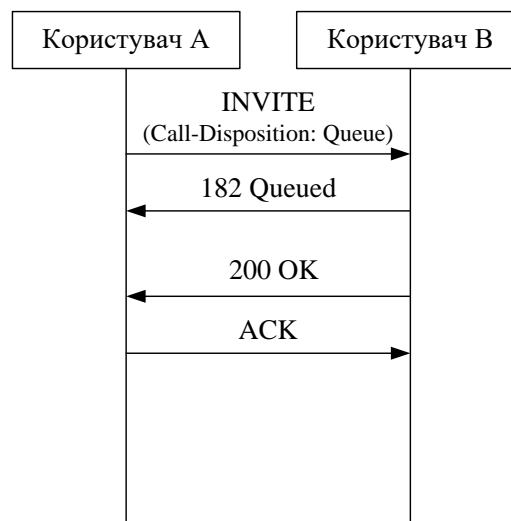 Користувач А
Користувач В
INVITE
(Call-Disposition: Queue)
182 Queued
200 OK
ACK